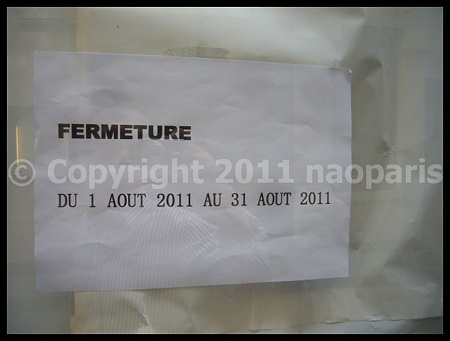 FERMETURE
© Copyright 2011 naoparis
DU 1 AOUT 2011 AU 31 AOUT 2011